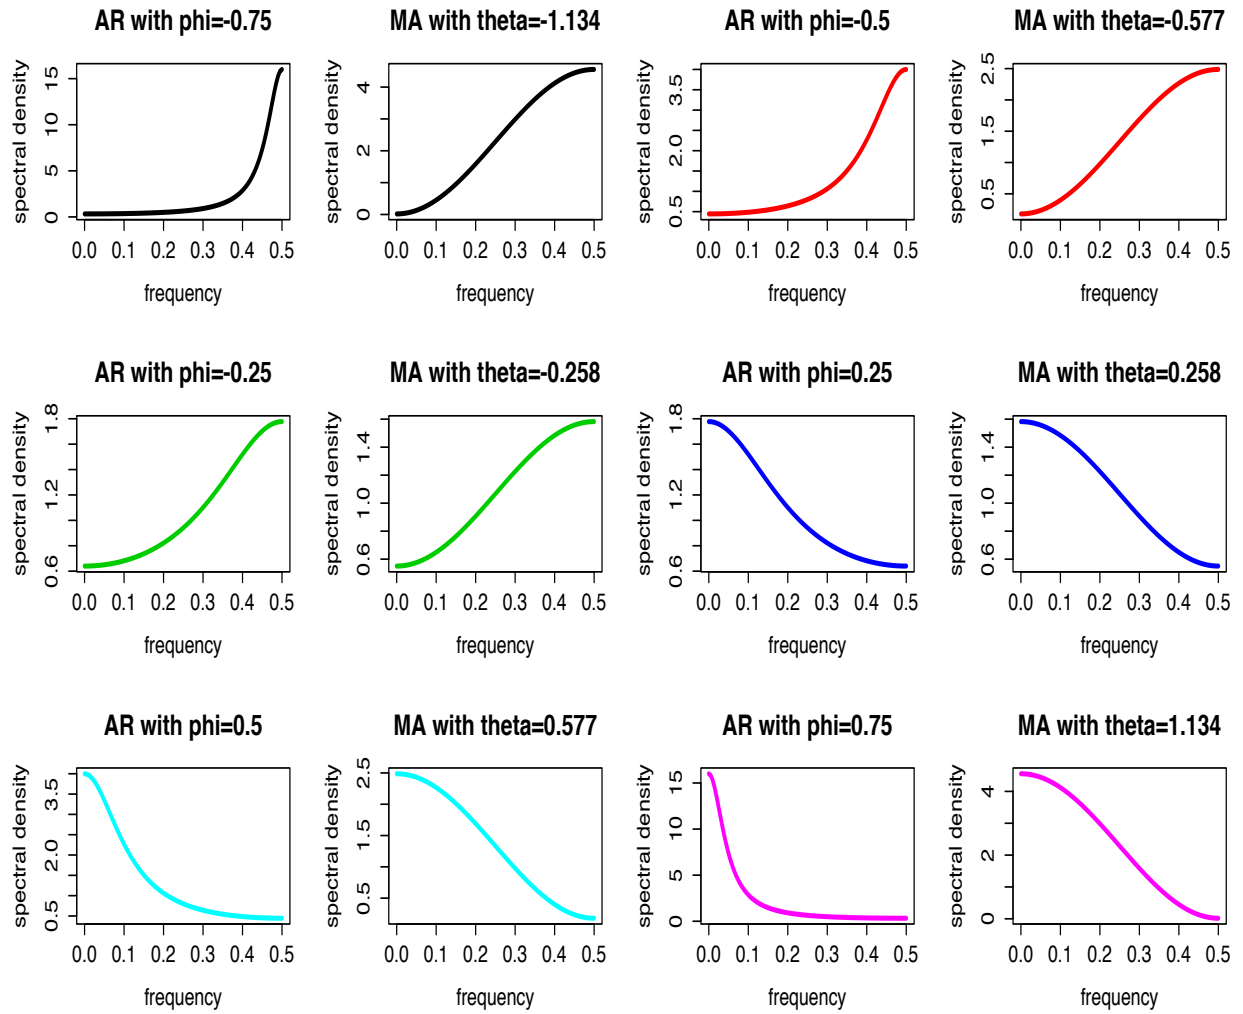 AR with phi=-0.75
spectral density
0 5 10 15
0.0 0.1 0.2 0.3 0.4 0.5
frequency
MA with theta=-1.134
spectral density
0 2 4
0.0 0.1 0.2 0.3 0.4 0.5
frequency
AR with phi=-0.5
spectral density
0.5 2.0 3.5
0.0 0.1 0.2 0.3 0.4 0.5
frequency
MA with theta=-0.577
spectral density
0.5 1.5 2.5
0.0 0.1 0.2 0.3 0.4 0.5
frequency
AR with phi=-0.25
spectral density
0.6 1.2 1.8
0.0 0.1 0.2 0.3 0.4 0.5
frequency
MA with theta=-0.258
spectral density
0.6 1.0 1.4
0.0 0.1 0.2 0.3 0.4 0.5
frequency
AR with phi=0.25
spectral density
0.6 1.2 1.8
0.0 0.1 0.2 0.3 0.4 0.5
frequency
MA with theta=0.258
spectral density
0.6 1.0 1.4
0.0 0.1 0.2 0.3 0.4 0.5
frequency
AR with phi=0.5
spectral density
0.5 2.0 3.5
0.0 0.1 0.2 0.3 0.4 0.5
frequency
MA with theta=0.577
spectral density
0.5 1.5 2.5
0.0 0.1 0.2 0.3 0.4 0.5
frequency
AR with phi=0.75
spectral density
0 5 10 15
0.0 0.1 0.2 0.3 0.4 0.5
frequency
MA with theta=1.134
spectral density
0 2 4
0.0 0.1 0.2 0.3 0.4 0.5
frequency